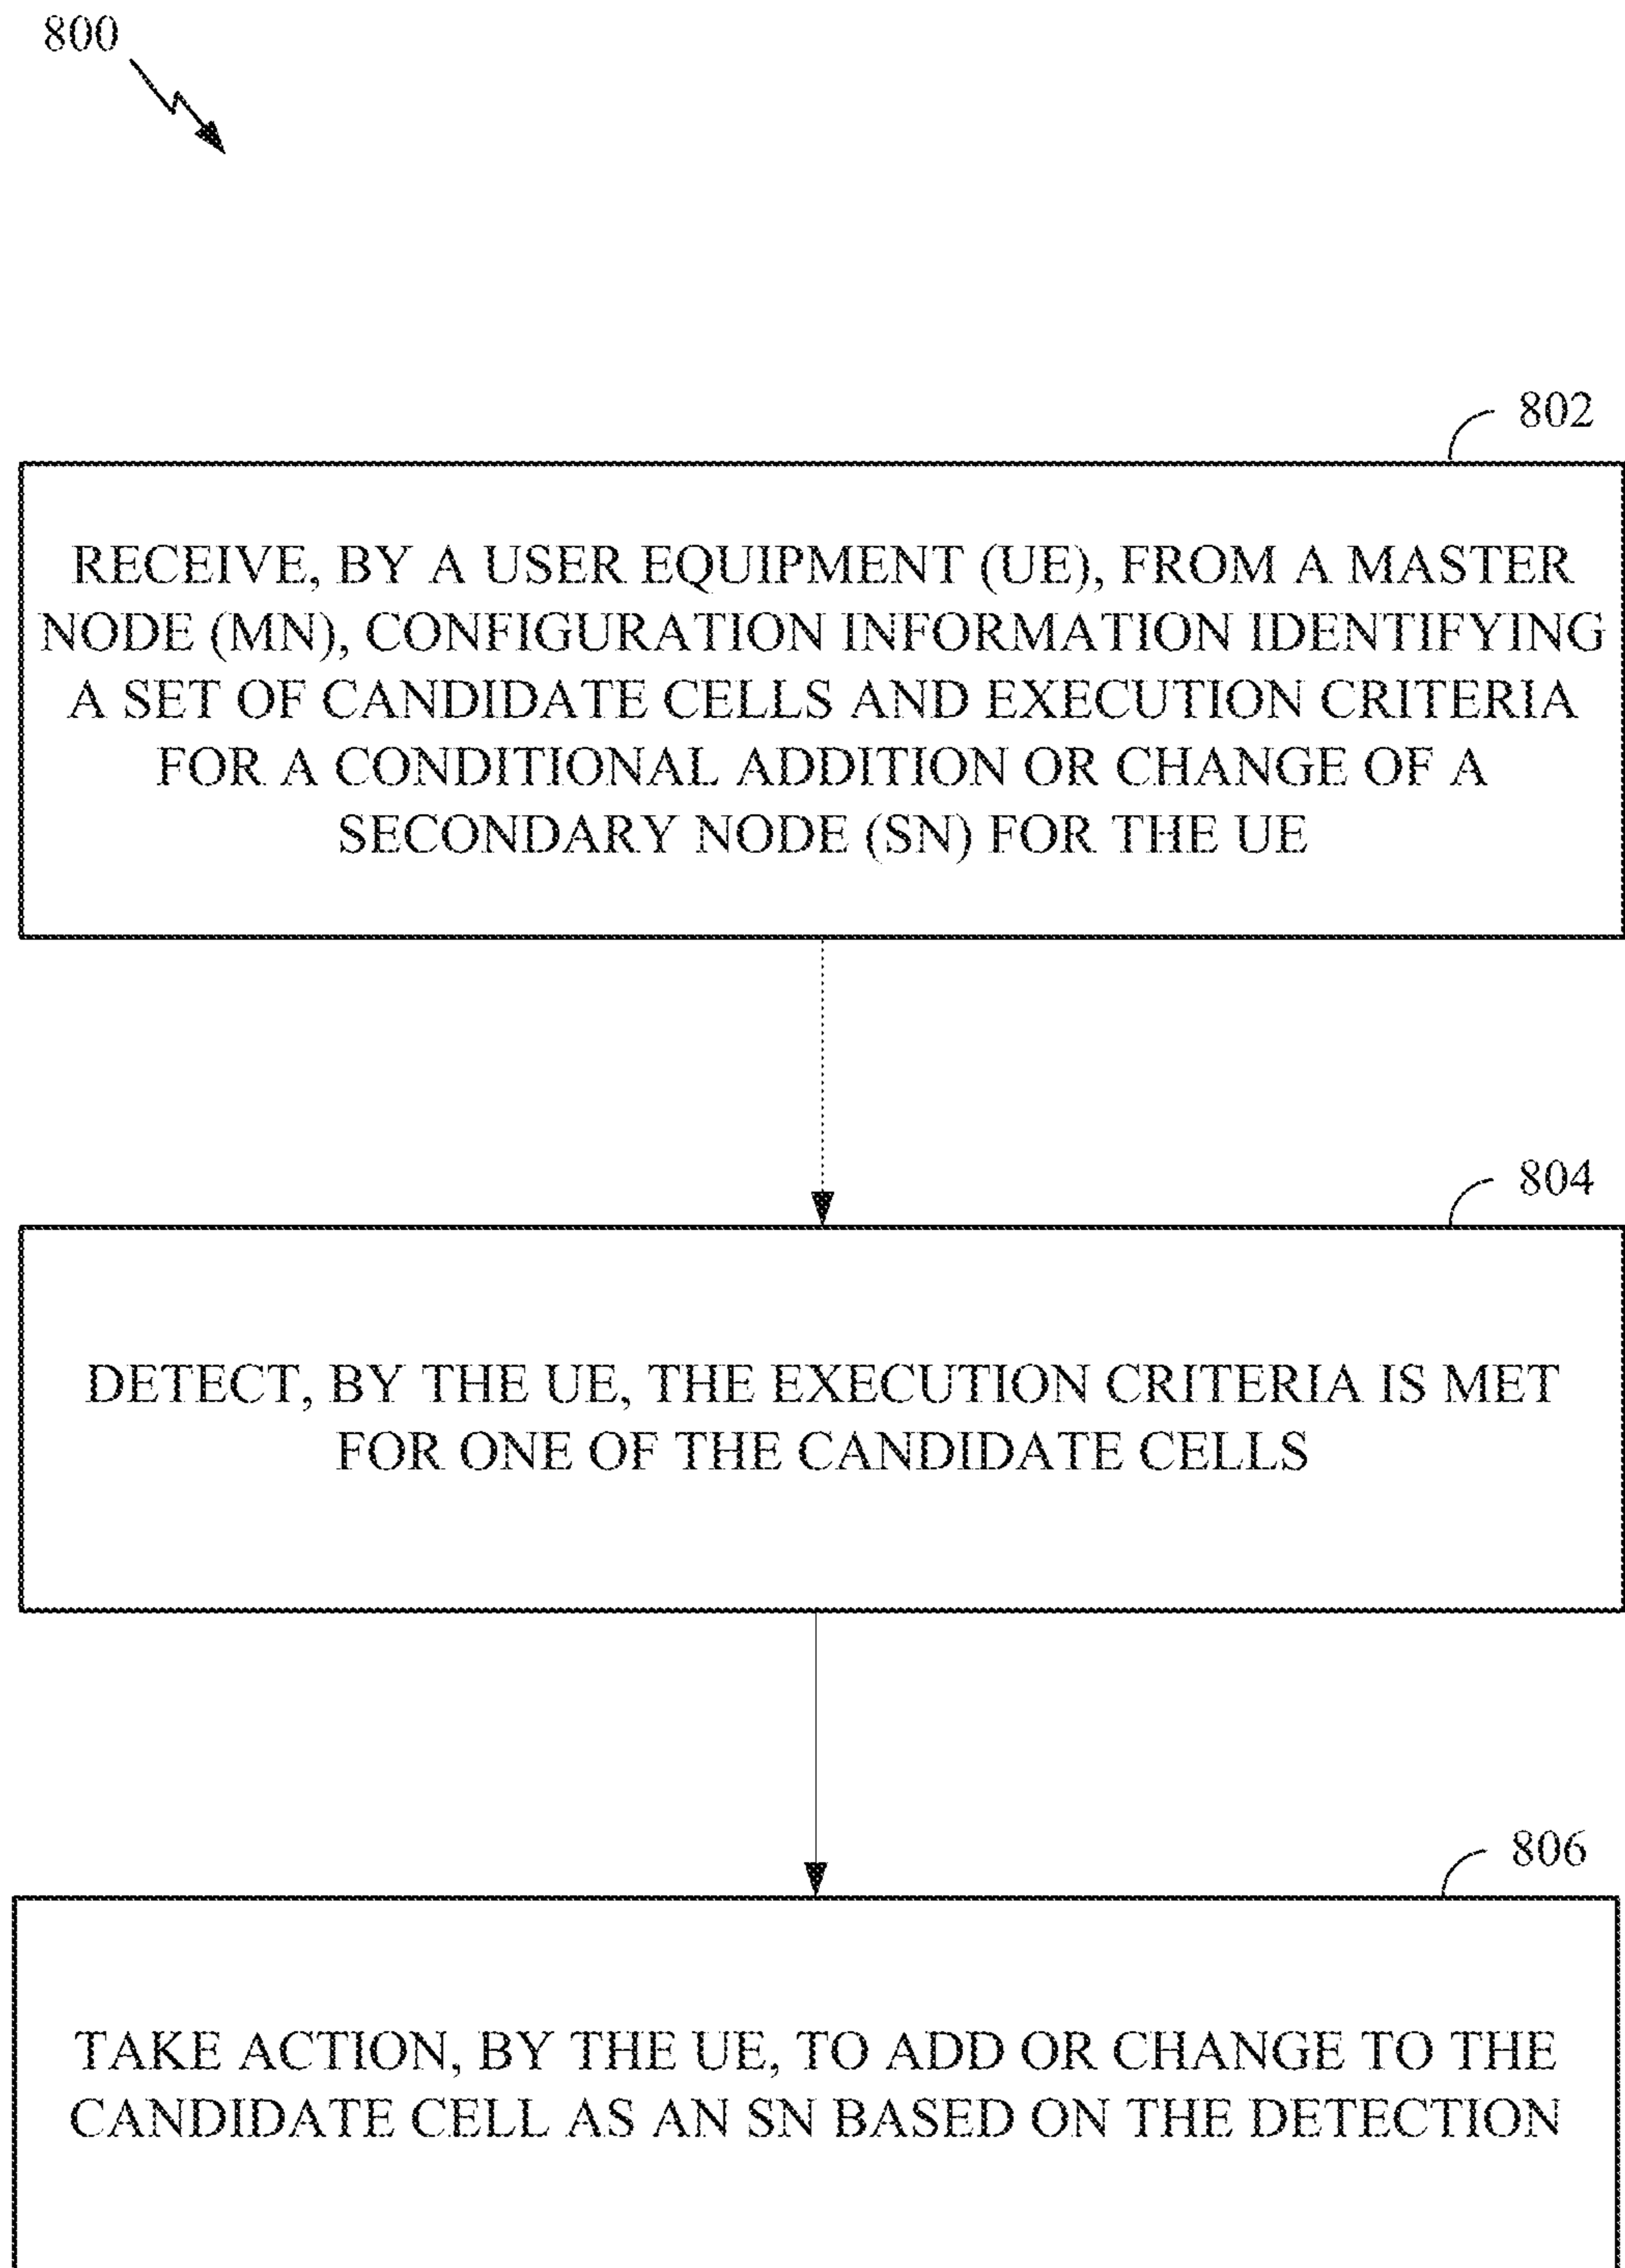 800
802
RECEIVE, BY A USER EQUIPMENT (UE), FROM A MASTER
NODE (MN), CONFIGURATION INFORMATION IDENTIFYING
A SET OF CANDIDATE CELLS AND EXECUTION CRITERIA
FOR A CONDITIONAL ADDITION OR CHANGE OF A
SECONDARY NODE (SN) FOR THE UE
804
DETECT, BY THE UE, THE EXECUTION CRITERIA IS MET
FOR ONE OF THE CANDIDATE CELLS
806
TAKE ACTION, BY THE UE, TO ADD OR CHANGE TO THE
CANDIDATE CELL AS AN SN BASED ON THE DETECTION